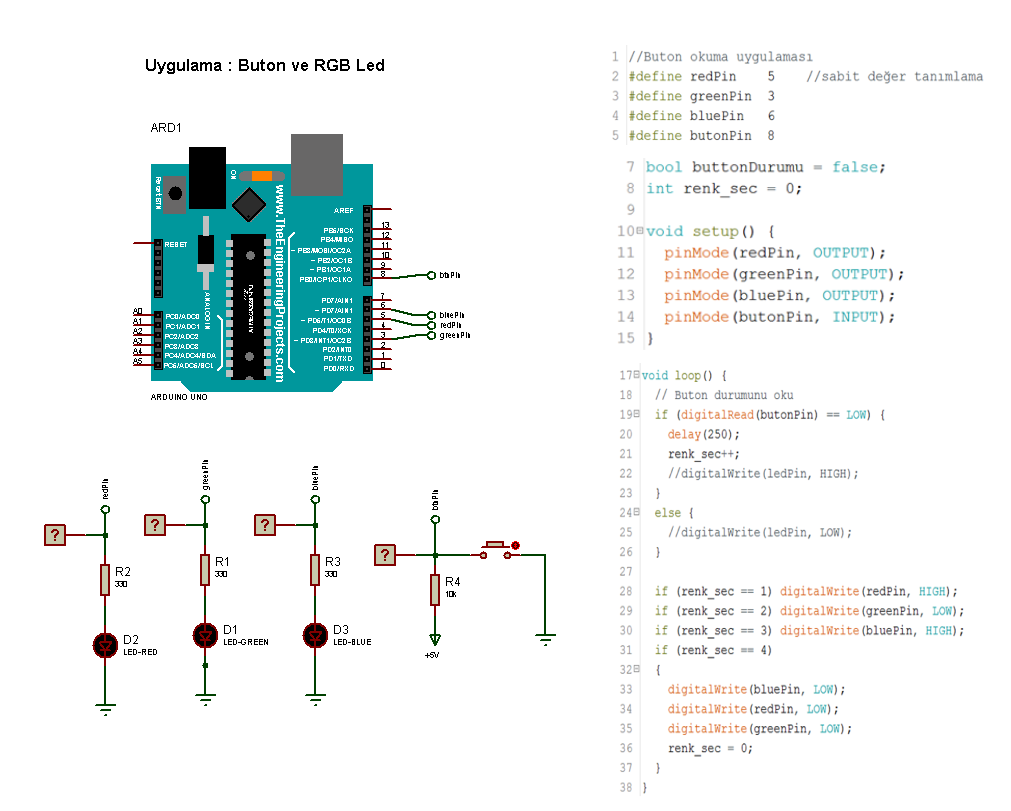 Uygulama : Buton ve RGB Led
ARD1
ON
Reset BTN
www.TheEngineeringProjects.com
RESET
AREF
PB5/SCK
PB4/MISO
~ PB3/MOSI/OC2A
~ PB2/OC1B
~ PB1/OC1A
PB0/ICP1/CLKO
13
12
11
10
9
8
btnPin
ANALOG IN
PD7/AIN1
~ PD7/AIN1
~ PD6/T1/OC0B
PD4/T0/XCK
~ PD3/INT1/OC2B
PD2/INT0
PD1/TXD
PD0/RXD
7
6
5
4
3
2
1
0
bluePin
redPin
greenPin
A0
A1
A2
A3
A4
A5
PC0/ADC0
PC1/ADC1
PC2/ADC2
PC3/ADC3
PC4/ADC4/SDA
PC5/ADC5/SCL
ARDUINO UNO
redPin
?
R2
330
D2
LED-RED
greenPin
?
R1
330
D1
LED-GREEN
bluePin
?
R3
330
D3
LED-BLUE
btnPin
?
R4
10k
+5V
1 //Buton okuma uygulaması
2 #define redPin    5    //sabit değer tanımlama
3 #define greenPin  3
4 #define bluePin   6
5 #define butonPin  8
7 bool buttonDurumu = false;
8 int renk_sec = 0;
9
10 void setup() {
11   pinMode(redPin, OUTPUT);
12   pinMode(greenPin, OUTPUT);
13   pinMode(bluePin, OUTPUT);
14   pinMode(butonPin, INPUT);
15 }
17 void loop() {
18   // Buton durumunu oku
19   if (digitalRead(butonPin) == LOW) {
20     delay(250);
21     renk_sec++;
22     //digitalWrite(ledPin, HIGH);
23   }
24   else {
25     //digitalWrite(ledPin, LOW);
26   }
27
28   if (renk_sec == 1) digitalWrite(redPin, HIGH);
29   if (renk_sec == 2) digitalWrite(greenPin, LOW);
30   if (renk_sec == 3) digitalWrite(bluePin, HIGH);
31   if (renk_sec == 4)
32   {
33     digitalWrite(bluePin, LOW);
34     digitalWrite(redPin, LOW);
35     digitalWrite(greenPin, LOW);
36     renk_sec = 0;
37   }
38 }